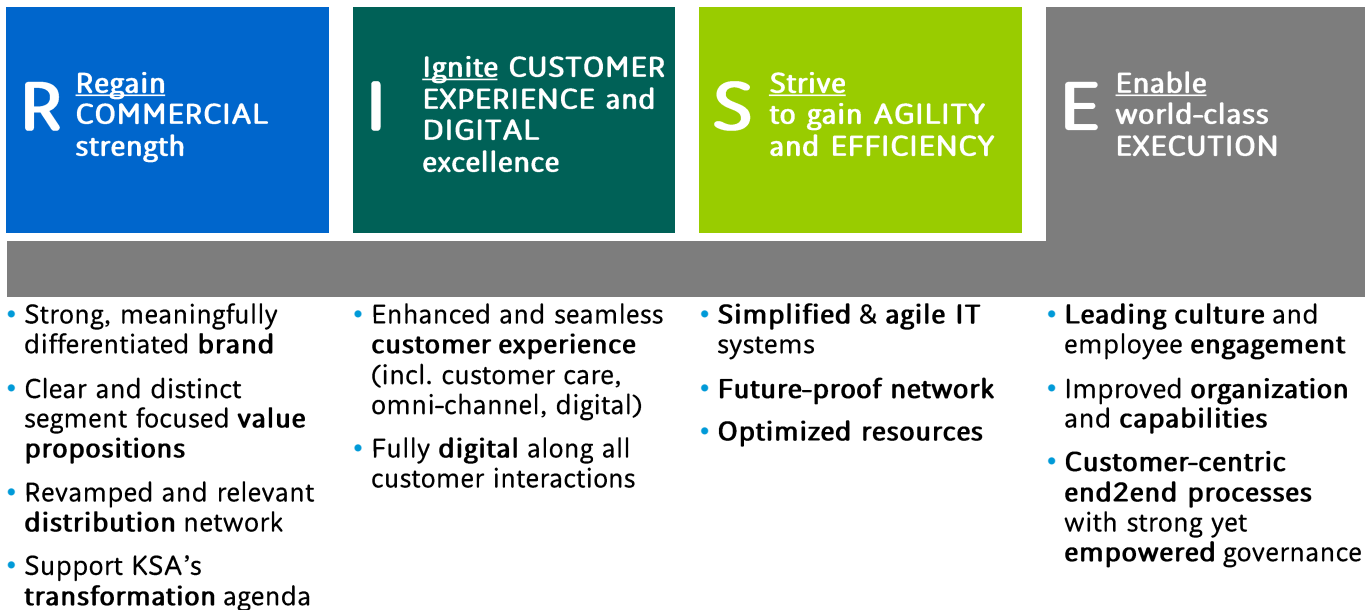 R
Regain
COMMERCIAL
strength
I
Ignite CUSTOMER
EXPERIENCE and
DIGITAL
excellence
S
Strive
to gain AGILITY
and EFFICIENCY
E
Enable
world-class
EXECUTION
• Strong, meaningfully
differentiated brand
• Clear and distinct
segment focused value
propositions
• Revamped and relevant
distribution network
• Support KSA’s
transformation agenda
• Enhanced and seamless
customer experience
(incl. customer care,
omni-channel, digital)
• Fully digital along all
customer interactions
• Simplified & agile IT
systems
• Future-proof network
• Optimized resources
• Leading culture and
employee engagement
• Improved organization
and capabilities
• Customer-centric
end2end processes
with strong yet
empowered governance